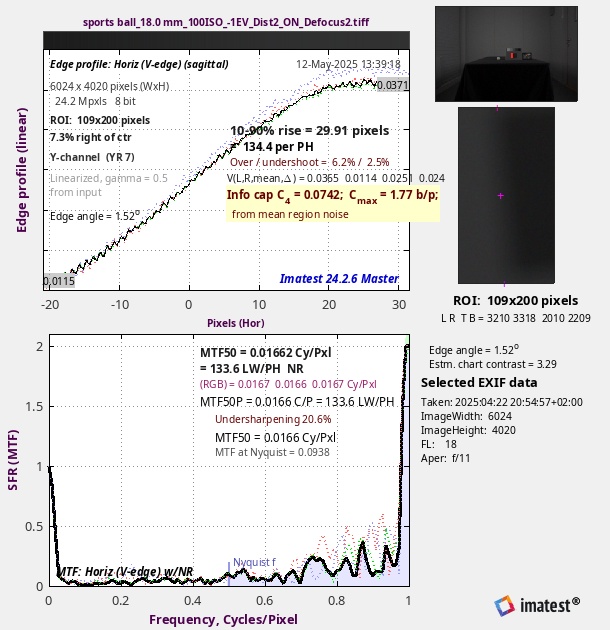 sports ball_18.0 mm_100ISO_-1EV_Dist2_ON_Defocus2.tiff
Edge profile: Horiz (V-edge) (sagittal)
12-May-2025 13:39:18
6024 x 4020 pixels (WxH)
24.2 Mpxls 8 bit
0.0371
ROI: 109x200 pixels
7.3% right of ctr
10-90% rise = 29.91 pixels
= 134.4 per PH
Y-channel (YR 7)
Over / undershoot = 6.2% / 2.5%
Linearized, gamma = 0.5
from input
V(L,R,mean,Δ) = 0.0365 0.0114 0.0251 0.024
Info cap C4 = 0.0742; Cmax = 1.77 b/p;
from mean region noise
Edge angle = 1.52º
0.0115
Imatest 24.2.6 Master
Edge profile (linear)
-20 -10 0 10 20 30
Pixels (Hor)
ROI: 109x200 pixels
L R T B = 3210 3318 2010 2209
Edge angle = 1.52º
Estm. chart contrast = 3.29
Selected EXIF data
Taken: 2025:04:22 20:54:57+02:00
ImageWidth: 6024
ImageHeight: 4020
FL: 18
Aper: f/11
MTF50 = 0.01662 Cy/Pxl
= 133.6 LW/PH NR
(RGB) = 0.0167 0.0166 0.0167 Cy/Pxl
MTF50P = 0.0166 C/P = 133.6 LW/PH
Undersharpening 20.6%
MTF50 = 0.0166 Cy/Pxl
MTF at Nyquist = 0.0938
Nyquist f
MTF: Horiz (V-edge) w/NR
SFR (MTF)
2
1.5
1
0.5
0
0 0.2 0.4 0.6 0.8 1
Frequency, Cycles/Pixel
imatest®